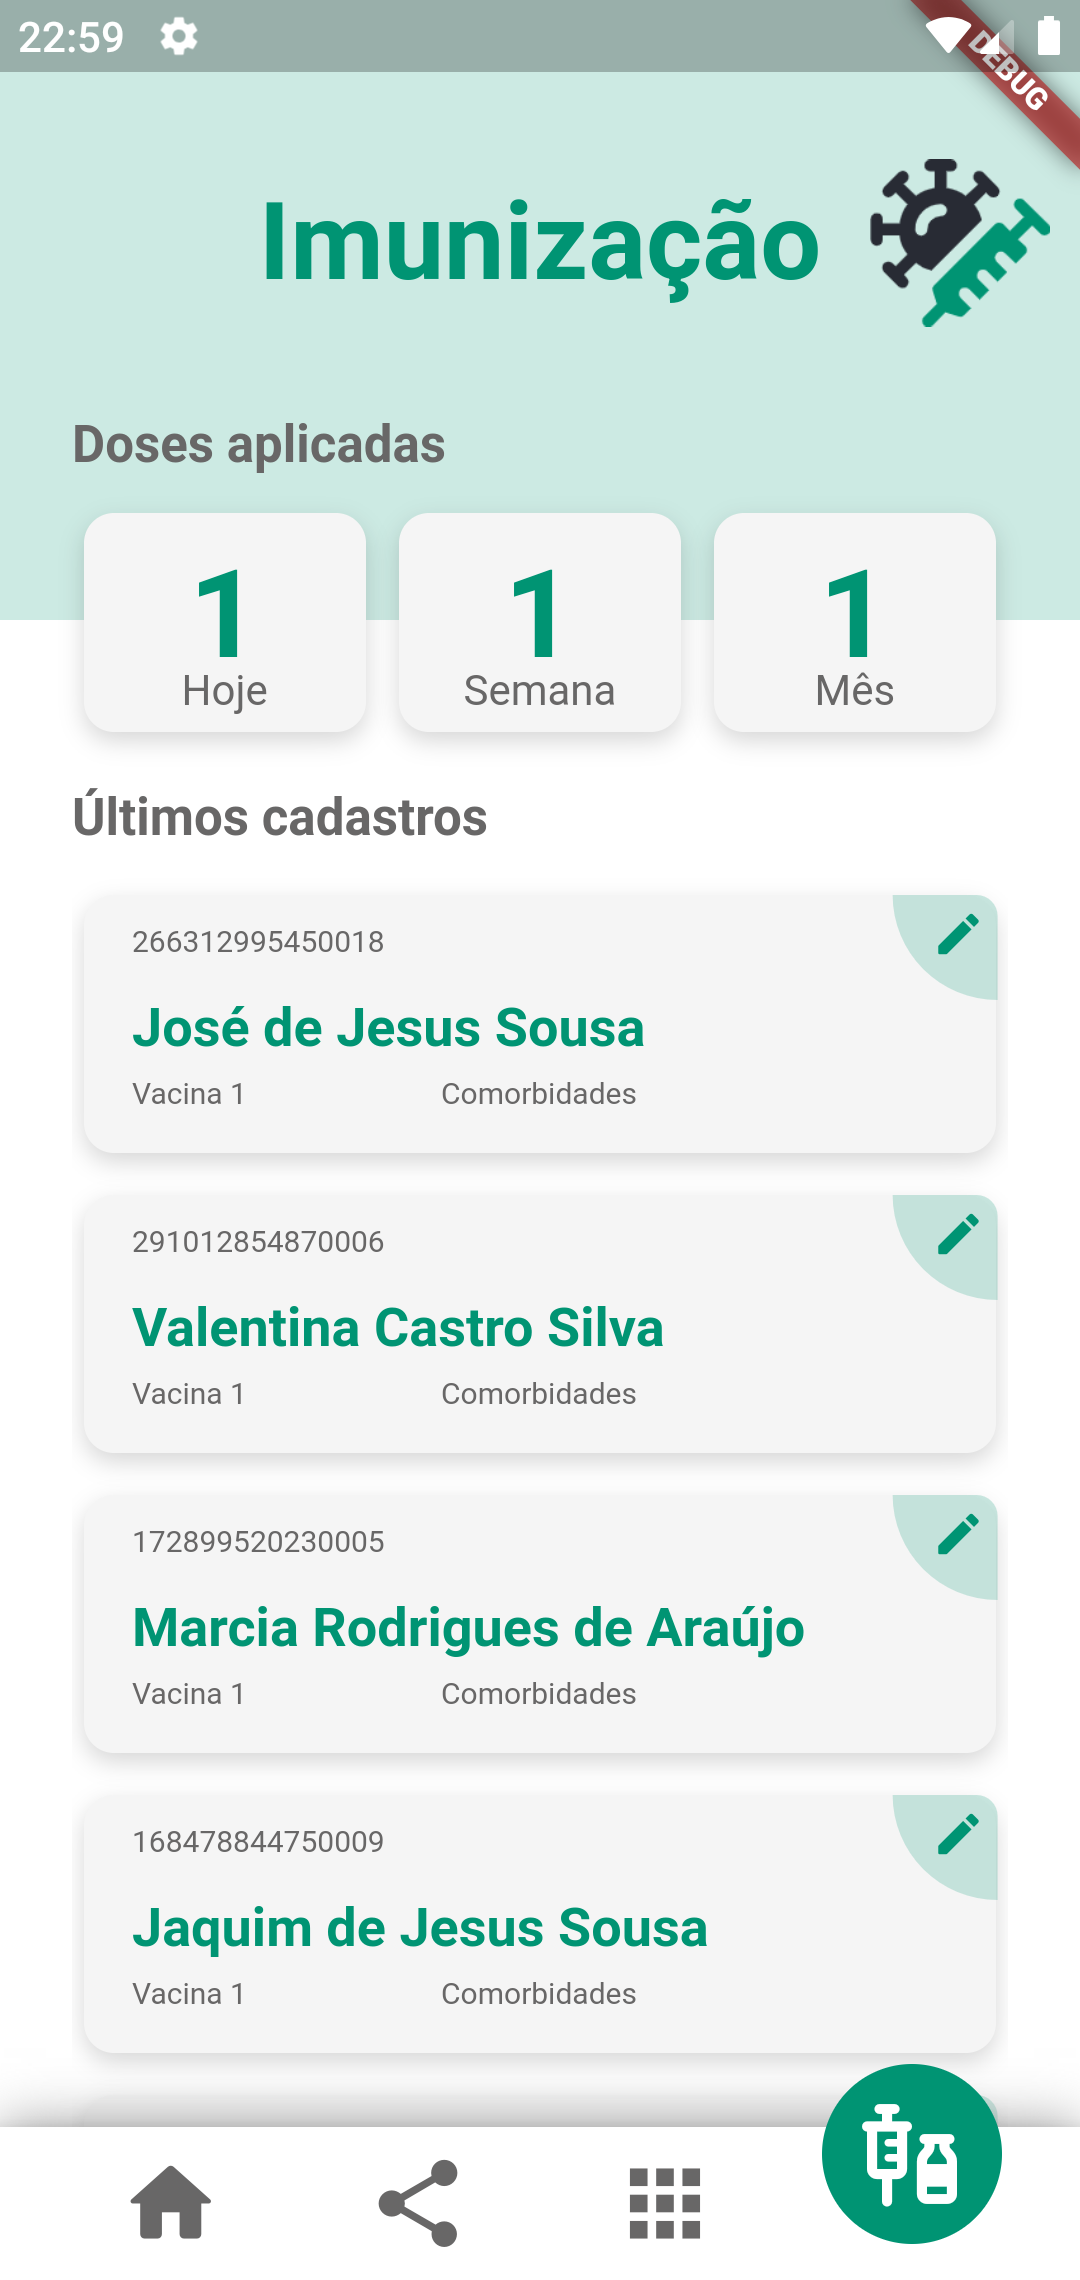 22:59
DEBUG
Imunização
Doses aplicadas
1 1 1
Hoje Semana Mês
Últimos cadastros
266312995450018
José de Jesus Sousa
Vacina 1 Comorbidades
291012854870006
Valentina Castro Silva
Vacina 1 Comorbidades
172899520230005
Marcia Rodrigues de Araújo
Vacina 1 Comorbidades
168478844750009
Jaquim de Jesus Sousa
Vacina 1 Comorbidades